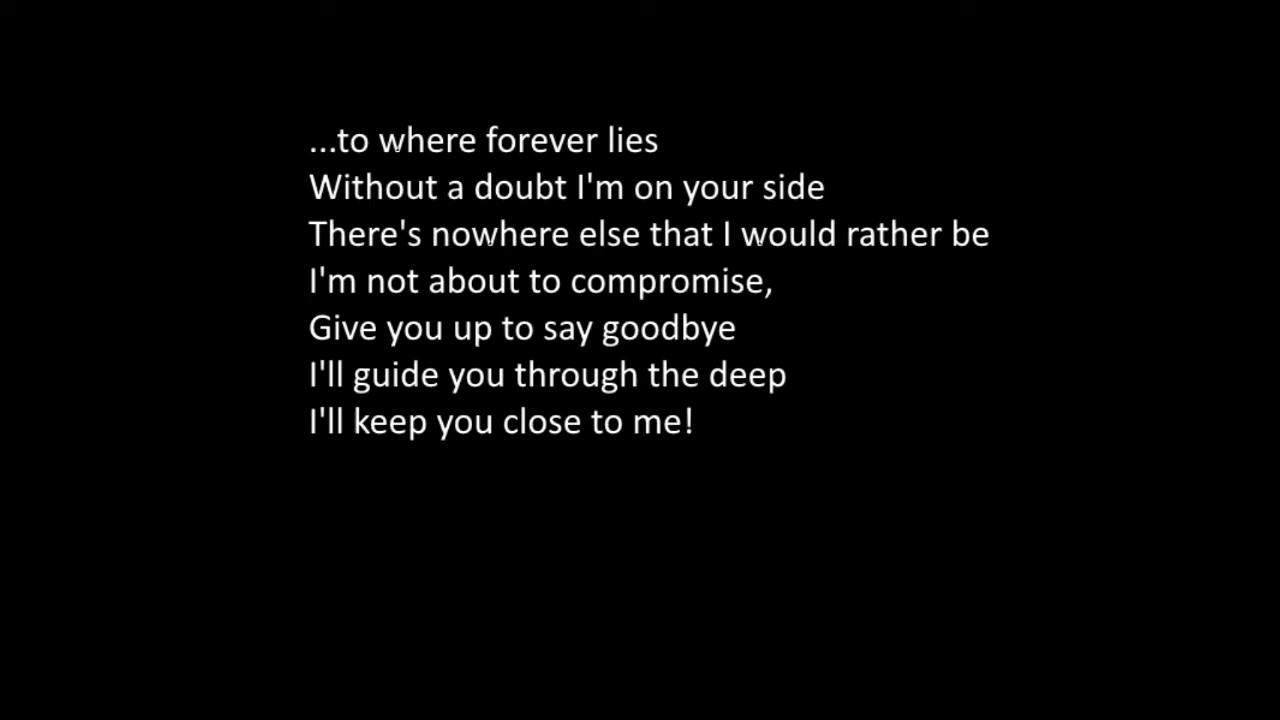 ...to where forever lies
Without a doubt I'm on your side
There's nowhere else that I would rather be
I'm not about to compromise,
Give you up to say goodbye
I'll guide you through the deep
I'll keep you close to me!